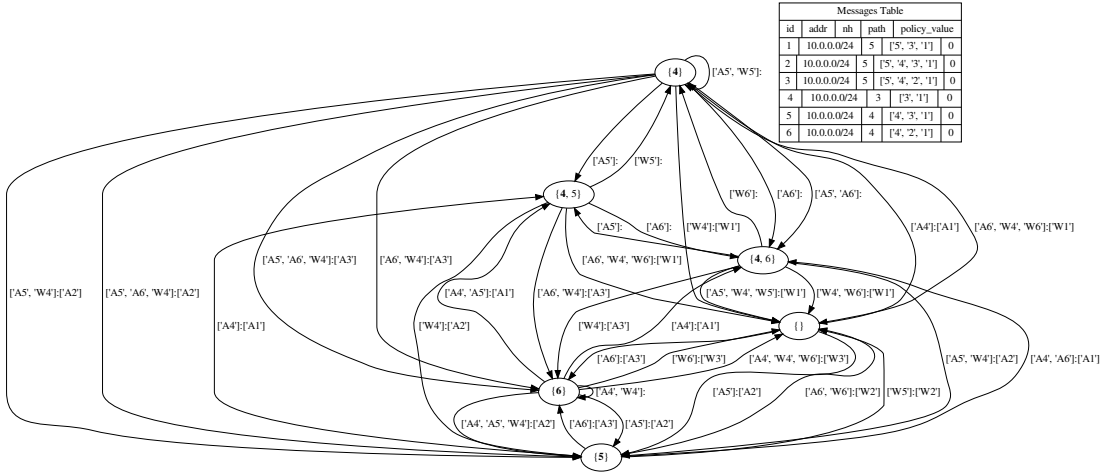 Messages Table
id addr nh path policy_value
1 10.0.0.0/24 5 ['5', '3', '1'] 0
2 10.0.0.0/24 5 ['5', '4', '3', '1'] 0
3 10.0.0.0/24 5 ['5', '4', '2', '1'] 0
4 10.0.0.0/24 3 ['3', '1'] 0
5 10.0.0.0/24 4 ['4', '3', '1'] 0
6 10.0.0.0/24 4 ['4', '2', '1'] 0
{4}
['A5', 'W5']:
['A5']:
['W5']:
['W6']:
['A6']:
['A5', 'A6']:
{4, 5}
['A5']:
['A6']:
['W4']:['W1']
['A4']:['A1']
['A6', 'W4', 'W6']:['W1']
['A5', 'A6', 'W4']:['A3']
['A6', 'W4']:['A3']
['A6', 'W4', 'W6']:['W1']
{4, 6}
['A5', 'W4']:['A2']
['A5', 'A6', 'W4']:['A2']
['A4', 'A5']:['A1']
['A6', 'W4']:['A3']
['A5', 'W4', 'W5']:['W1']
['W4', 'W6']:['W1']
['A4']:['A1']
['W4']:['A2']
['W4']:['A3']
['A4']:['A1']
{}
['A6']:['A3']
['W6']:['W3']
['A4', 'W4', 'W6']:['W3']
['A5', 'W4']:['A2']
['A4', 'A6']:['A1']
{6}
['A4', 'W4']:
['A5']:['A2']
['A6', 'W6']:['W2']
['W5']:['W2']
['A4', 'A5', 'W4']:['A2']
['A6']:['A3']
['A5']:['A2']
{5}